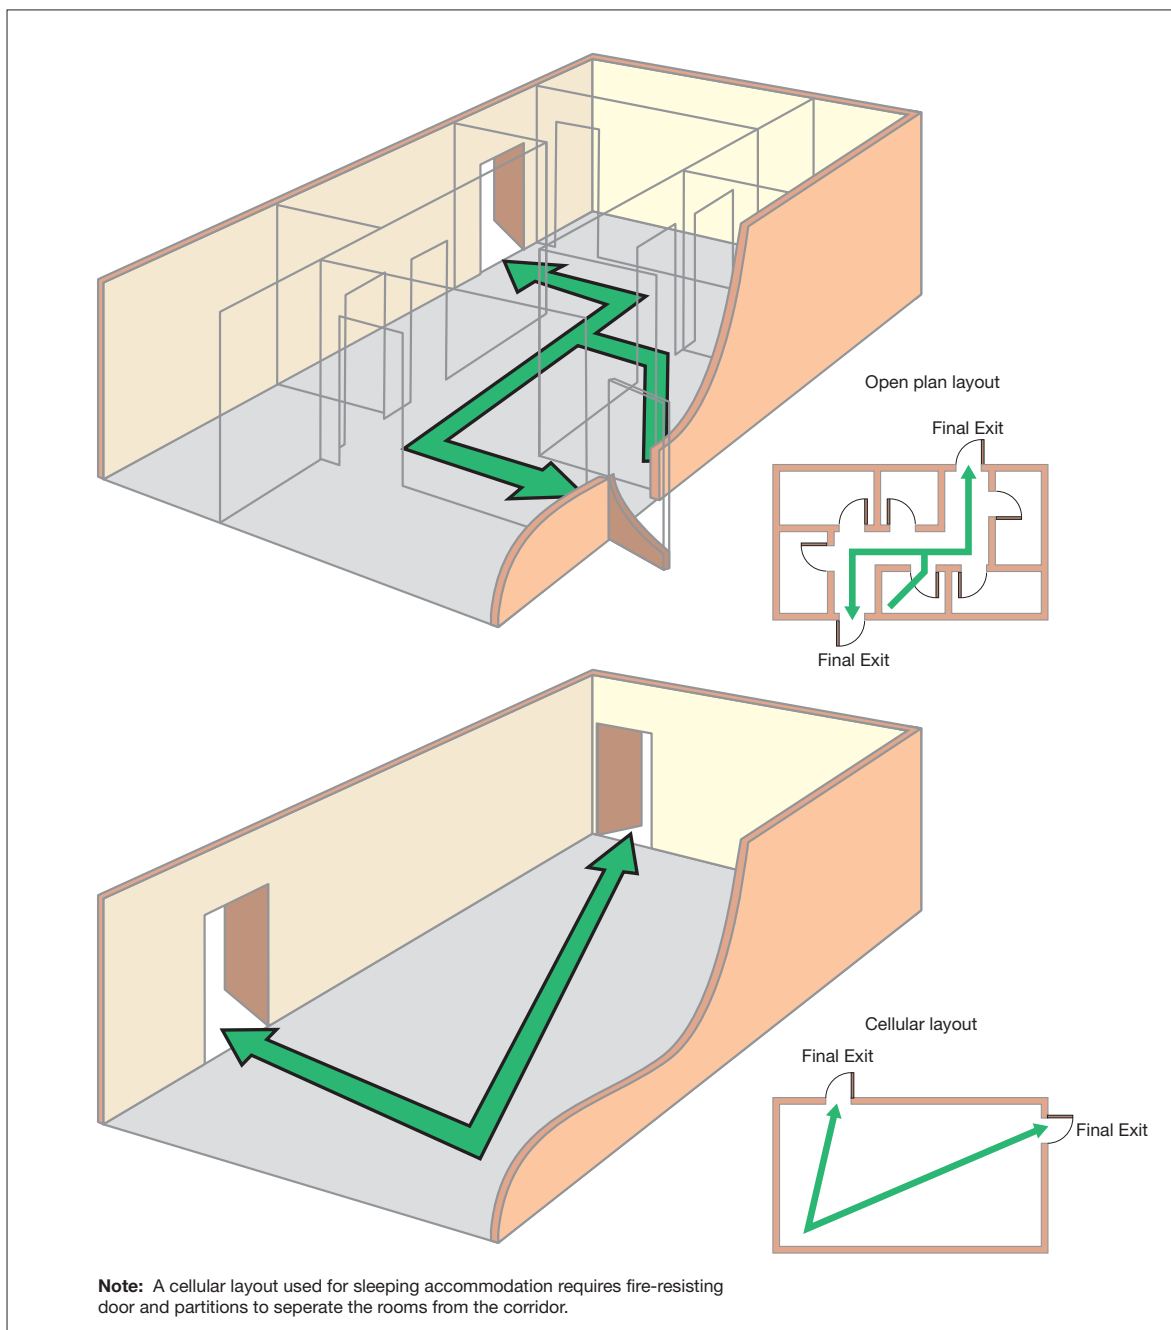 Open plan layout
Final Exit
Final Exit
Cellular layout
Final Exit
Final Exit
Note: A cellular layout used for sleeping accommodation requires fire-resisting
door and partitions to seperate the rooms from the corridor.